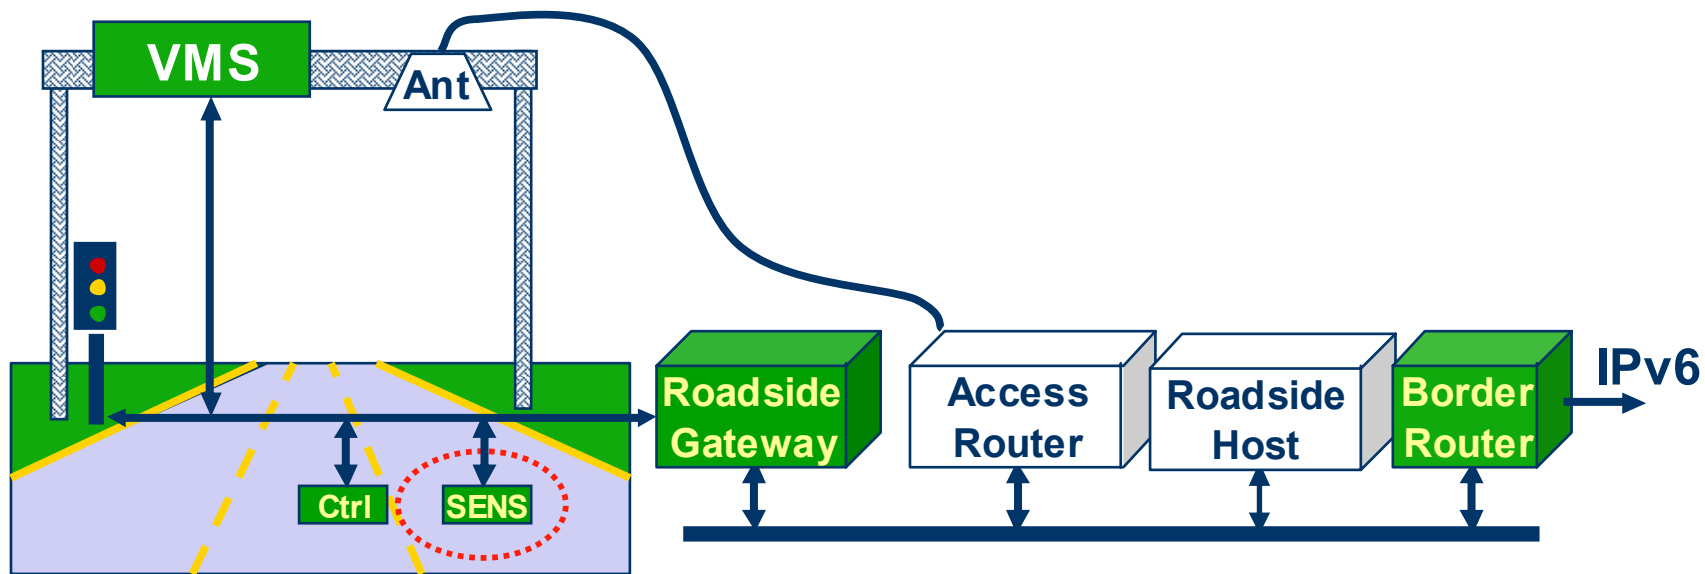 VMS
Ant
IPv6
Roadside
Gateway
Access
Router
Roadside
Host
Border
Router
Ctrl
SENS